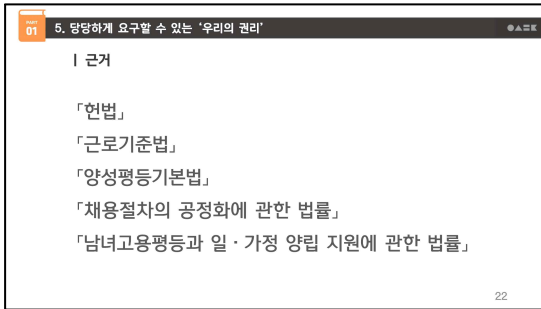 PART
01
5. 당당하게 요구할 수 있는 ‘우리의 권리’
| 근거
「헌법」
「근로기준법」
「양성평등기본법」
「채용절차의 공정화에 관한 법률」
「남녀고용평등과 일·가정 양립 지원에 관한 법률」
22